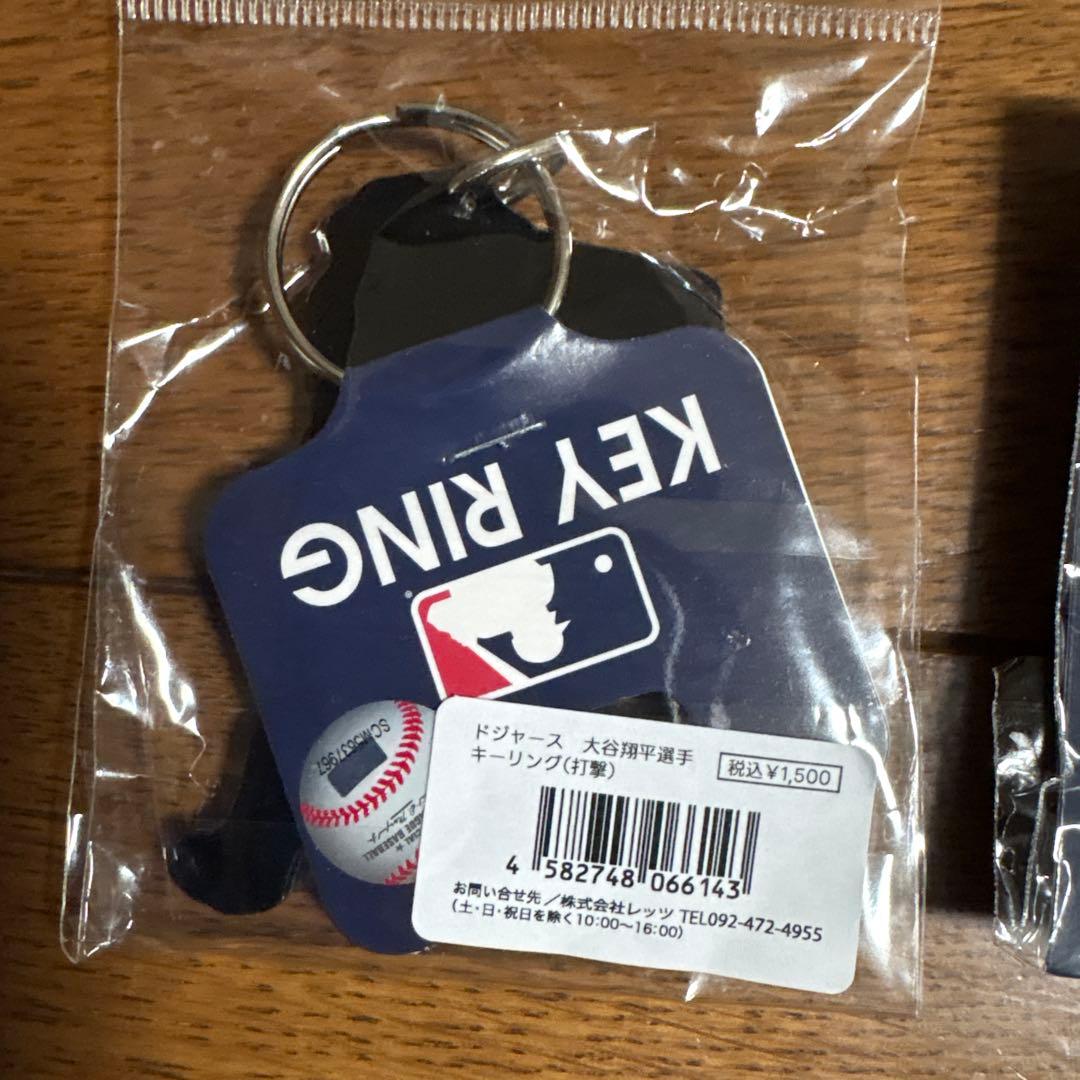 KEY RING
SCM5837967
BASEBALL
ドジャース 大谷翔平選手
キーリング(打撃)
税込¥1,500
4 582748 066143
お問い合せ先／株式会社レッツ TEL092-472-4955
(土・日・祝日を除く10:00〜16:00)